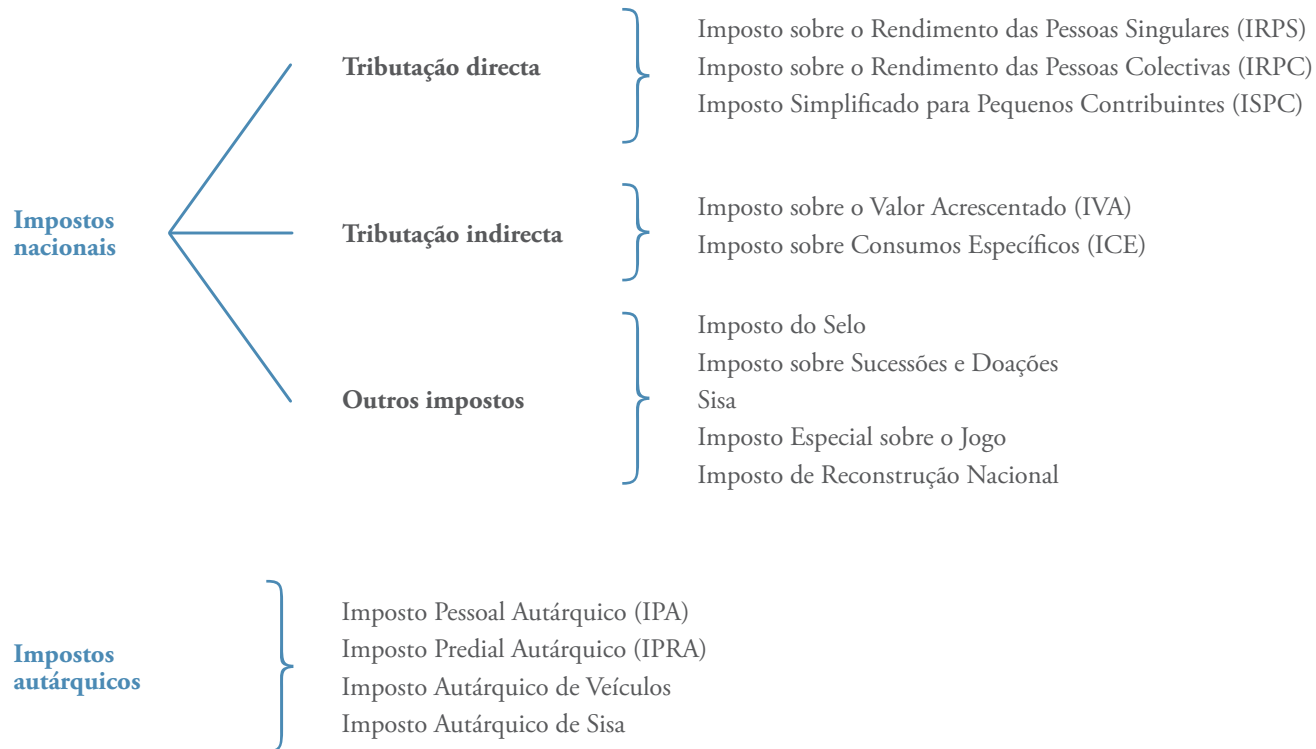 Impostos
nacionais
Tributação directa
Imposto sobre o Rendimento das Pessoas Singulares (IRPS)
Imposto sobre o Rendimento das Pessoas Colectivas (IRPC)
Imposto Simplificado para Pequenos Contribuintes (ISPC)
Tributação indirecta
Imposto sobre o Valor Acrescentado (IVA)
Imposto sobre Consumos Específicos (ICE)
Outros impostos
Imposto do Selo
Imposto sobre Sucessões e Doações
Sisa
Imposto Especial sobre o Jogo
Imposto de Reconstrução Nacional
Impostos
autárquicos
Imposto Pessoal Autárquico (IPA)
Imposto Predial Autárquico (IPRA)
Imposto Autárquico de Veículos
Imposto Autárquico de Sisa